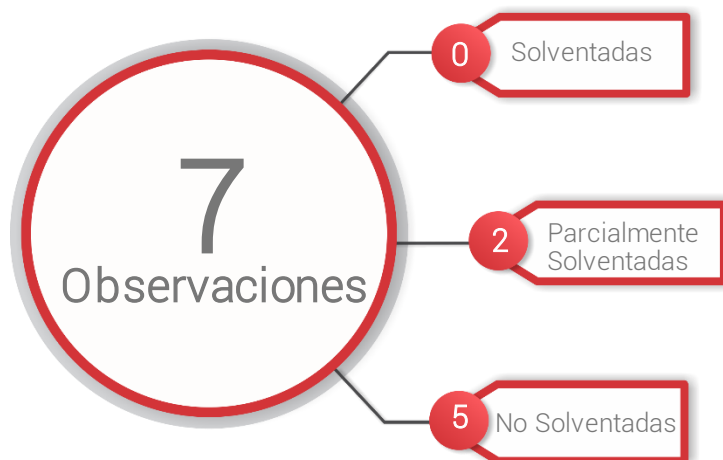 7
Observaciones
0
Solventadas
2
Parcialmente
Solventadas
5
No Solventadas